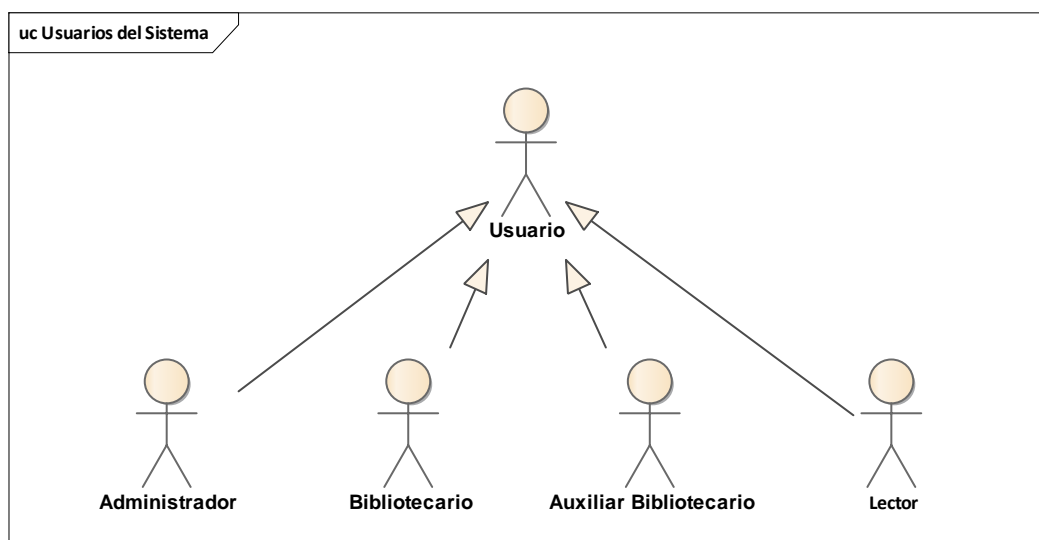 uc Usuarios del Sistema
Usuario
Administrador
Bibliotecario
Auxiliar Bibliotecario
Lector